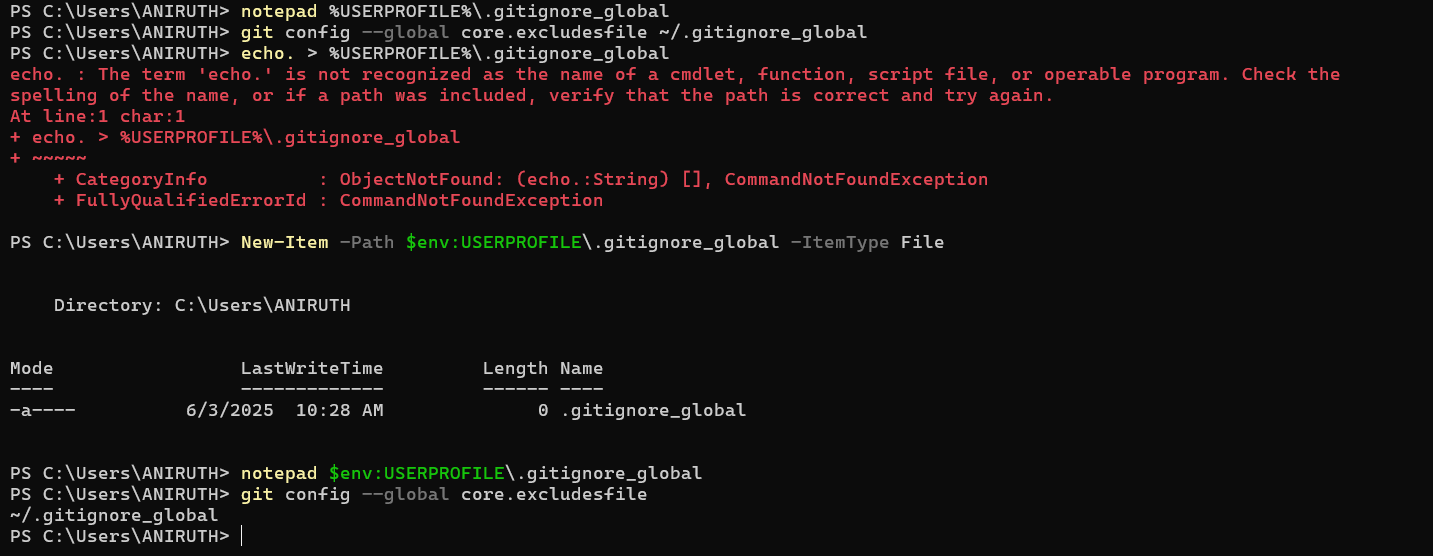 PS C:\Users\ANIRUTH> notepad %USERPROFILE%\.gitignore_global
PS C:\Users\ANIRUTH> git config --global core.excludesfile ~/.gitignore_global
PS C:\Users\ANIRUTH> echo. > %USERPROFILE%\.gitignore_global
echo. : The term 'echo.' is not recognized as the name of a cmdlet, function, script file, or operable program. Check the
spelling of the name, or if a path was included, verify that the path is correct and try again.
At line:1 char:1
+ echo. > %USERPROFILE%\.gitignore_global
+ ~~~~~
    + CategoryInfo          : ObjectNotFound: (echo.:String) [], CommandNotFoundException
    + FullyQualifiedErrorId : CommandNotFoundException
PS C:\Users\ANIRUTH> New-Item -Path $env:USERPROFILE\.gitignore_global -ItemType File
    Directory: C:\Users\ANIRUTH
Mode                 LastWriteTime         Length Name
----                 -------------         ------ ----
-a----          6/3/2025  10:28 AM              0 .gitignore_global
PS C:\Users\ANIRUTH> notepad $env:USERPROFILE\.gitignore_global
PS C:\Users\ANIRUTH> git config --global core.excludesfile
~/.gitignore_global
PS C:\Users\ANIRUTH>